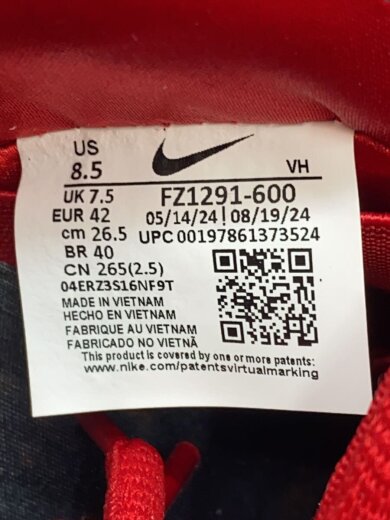 US
8.5
VH
UK 7.5
FZ1291-600
EUR 42
05/14/24 | 08/19/24
cm 26.5
UPC 00197861373524
BR 40
CN 265(2.5)
04ERZ3S16NF9T
MADE IN VIETNAM
HECHO EN VIETNAM
FABRIQUE AU VIETNAM
FABRICADO NO VIETNÃ
This product is covered by one or more patents:
www.nike.com/patentsvirtualmarking